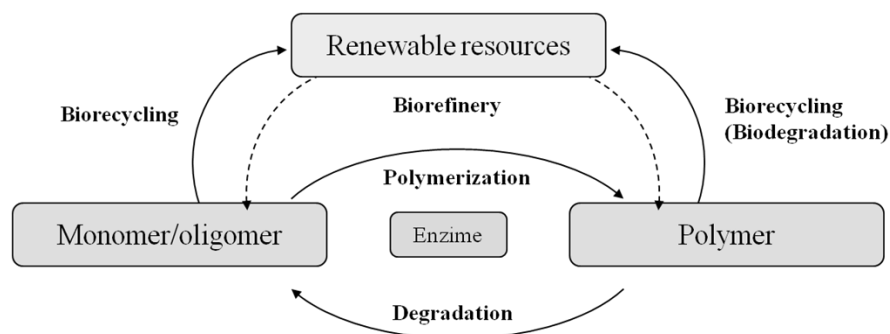 Renewable resources
Biorecycling
Biorefinery
Biorecycling
(Biodegradation)
Polymerization
Monomer/oligomer
Enzime
Polymer
Degradation